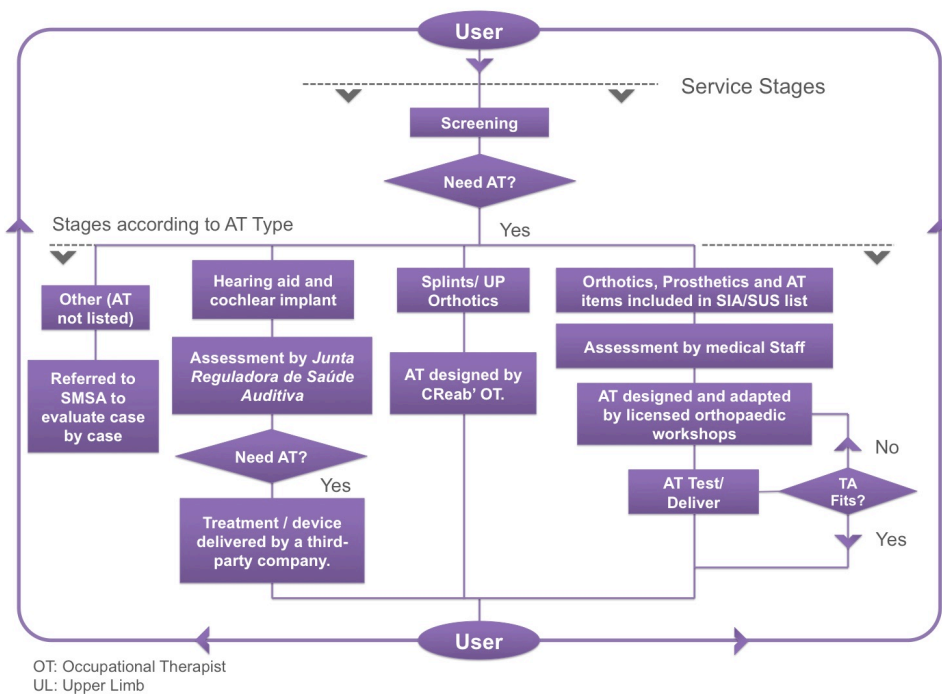 User
Service Stages
Screening
Need AT?
Yes
Stages according to AT Type
Other (AT
not listed)
Referred to
SMSA to
evaluate case
by case
Hearing aid and
cochlear implant
Assessment by Junta
Reguladora de Saúde
Auditiva
Need AT?
Yes
Treatment / device
delivered by a third-
party company.
Splints/ UP
Orthotics
AT designed by
CReab' OT.
Orthotics, Prosthetics and AT
items included in SIA/SUS list
Assessment by medical Staff
AT designed and adapted
by licensed orthopaedic
workshops
No
AT Test/
Deliver
TA
Fits?
Yes
User
OT: Occupational Therapist
UL: Upper Limb